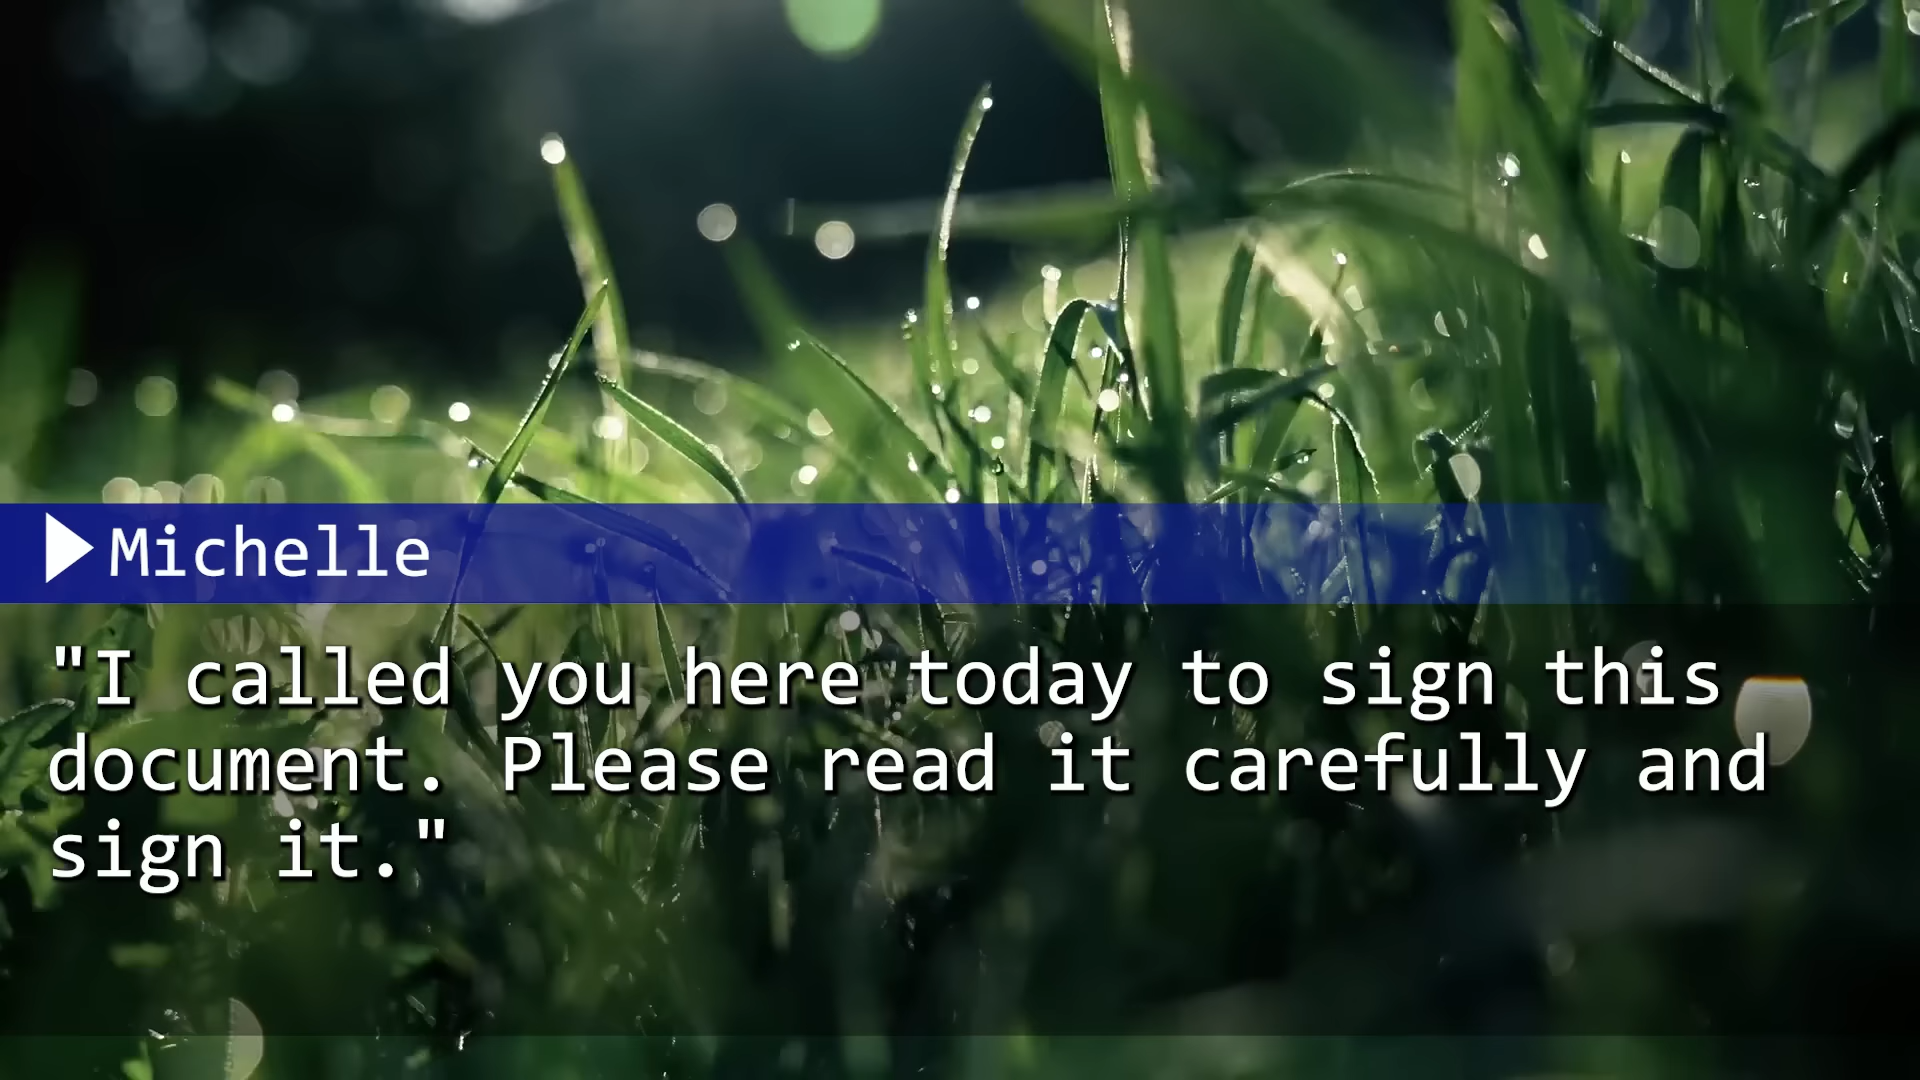 Michelle
"I called you here today to sign this
document. Please read it carefully and
sign it."